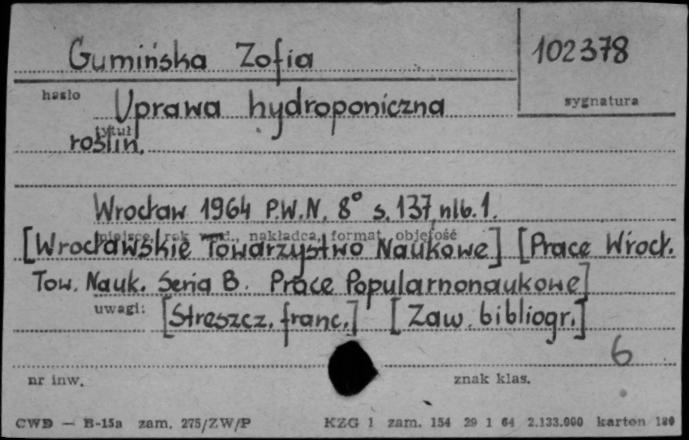 Gumińska Zofia 102378
hasło sygnatura
Uprawa hydroponiczna
tytuł
roślin.
Wrocław 1964 P.W.N. 8° s. 137, nlb. 1.
miejsce, rok wyd., nakładca, format, objętość
[Wrocławskie Towarzystwo Naukowe] [Prace Wrocł.
Tow. Nauk. Seria B. Prace Popularnonaukowe]
uwagi: [Streszcz. franc.] [Zaw. bibliogr.]
6
nr inw. znak klas.
CWD — B-15a zam. 275/ZW/P KZG 1 zam. 154 29 1 64 2.133.000 karton